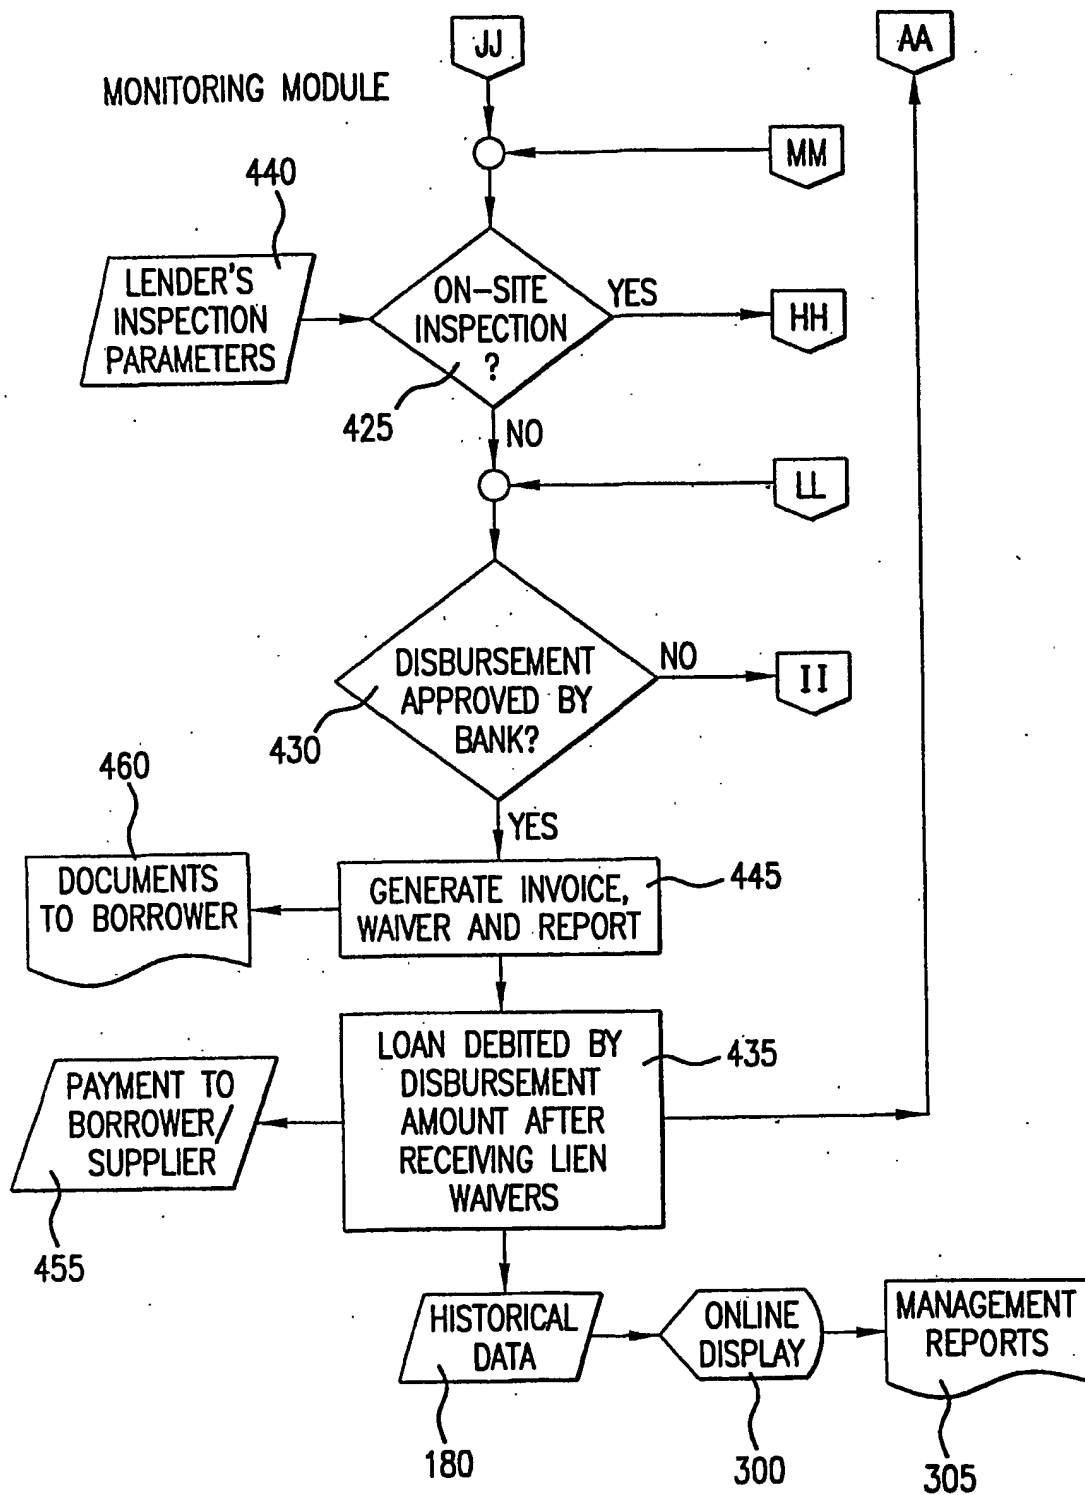 JJ
AA
MONITORING MODULE
MM
440
LENDER'S
INSPECTION
PARAMETERS
ON-SITE
INSPECTION
?
YES
HH
425
NO
LL
DISBURSEMENT
APPROVED BY
BANK?
NO
II
430
460
YES
DOCUMENTS
TO BORROWER
GENERATE INVOICE,
WAIVER AND REPORT
445
LOAN DEBITED BY
DISBURSEMENT
AMOUNT AFTER
RECEIVING LIEN
WAIVERS
435
PAYMENT TO
BORROWER/
SUPPLIER
455
HISTORICAL
DATA
ONLINE
DISPLAY
MANAGEMENT
REPORTS
180
300
305